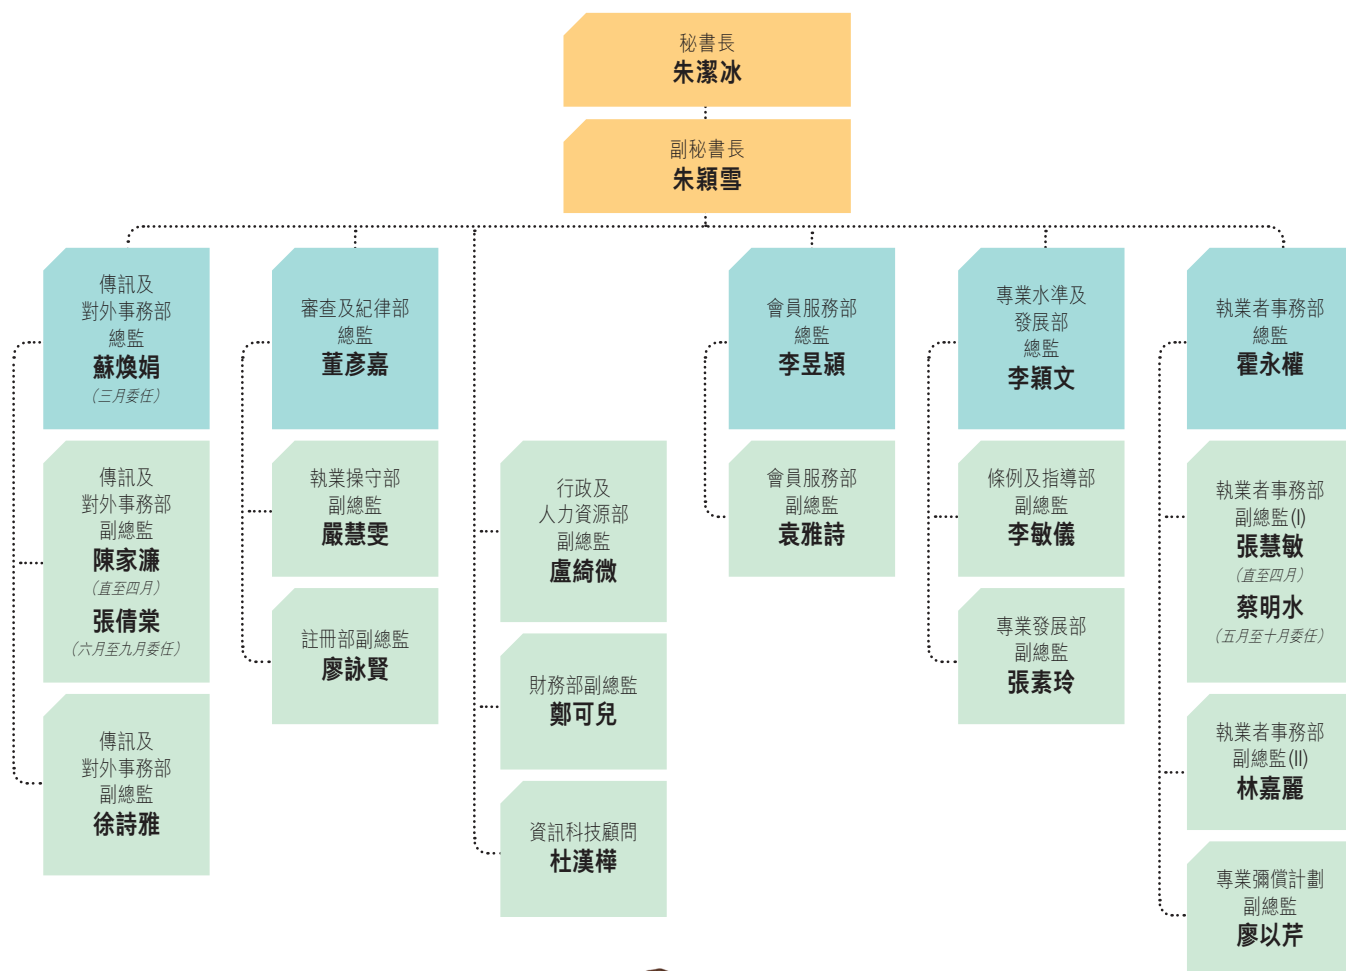 秘書長
朱潔冰
副秘書長
朱穎雪
傳訊及
對外事務部
總監
蘇煥娟
（三月委任）
傳訊及
對外事務部
副總監
陳家濂
（直至四月）
張倩棠
（六月至九月委任）
傳訊及
對外事務部
副總監
徐詩雅
審查及紀律部
總監
董彥嘉
執業操守部
副總監
嚴慧雯
註冊部副總監
廖詠賢
行政及
人力資源部
副總監
盧綺微
財務部副總監
鄭可兒
資訊科技顧問
杜漢樺
會員服務部
總監
李昱潁
會員服務部
副總監
袁雅詩
專業水準及
發展部
總監
李穎文
條例及指導部
副總監
李敏儀
專業發展部
副總監
張素玲
執業者事務部
總監
霍永權
執業者事務部
副總監(I)
張慧敏
（直至四月）
蔡明水
（五月至十月委任）
執業者事務部
副總監(II)
林嘉麗
專業彌償計劃
副總監
廖以芹